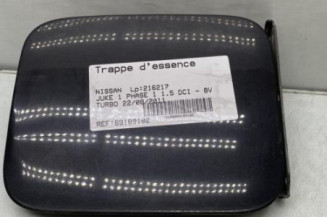 Trappe d'essence
NISSAN Lp:216217
JUKE 1 PHASE 1 1.5 DCI - 8V
TURBO 22/06/2011